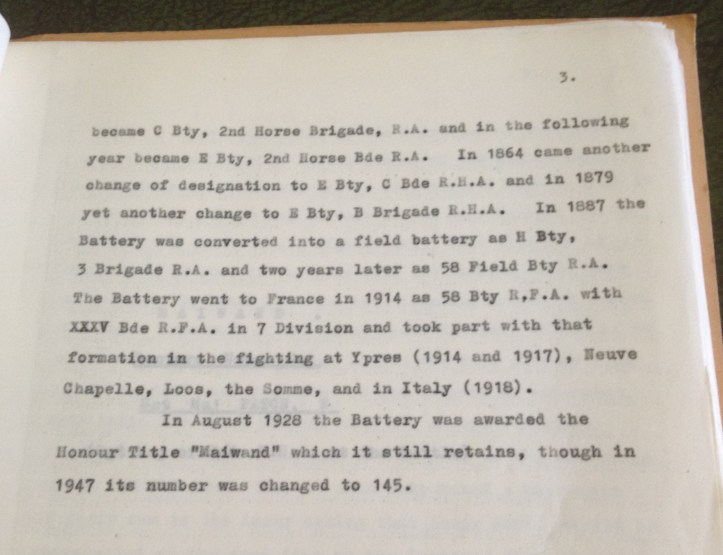 3.
became C Bty, 2nd Horse Brigade, R.A. and in the following
year became E Bty, 2nd Horse Bde R.A. In 1864 came another
change of designation to E Bty, C Bde R.H.A. and in 1879
yet another change to E Bty, B Brigade R.H.A. In 1887 the
Battery was converted into a field battery as H Bty,
3 Brigade R.A. and two years later as 58 Field Bty R.A.
The Battery went to France in 1914 as 58 Bty R.F.A. with
XXXV Bde R.F.A. in 7 Division and took part with that
formation in the fighting at Ypres (1914 and 1917), Neuve
Chapelle, Loos, the Somme, and in Italy (1918).
In August 1928 the Battery was awarded the
Honour Title "Maiwand" which it still retains, though in
1947 its number was changed to 145.